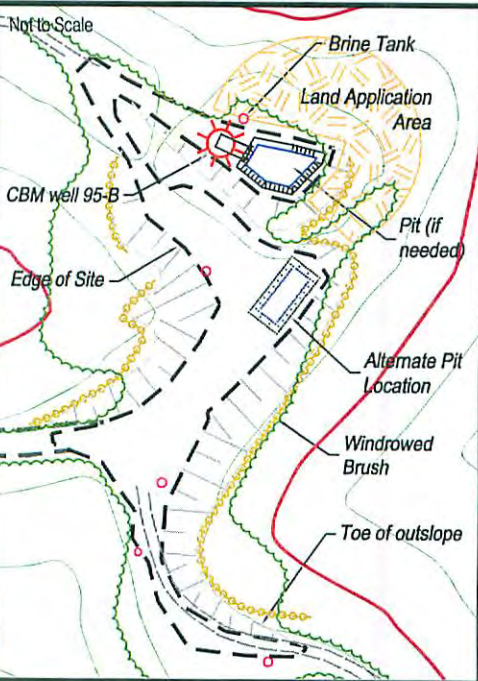 Not to Scale
Brine Tank
Land Application
Area
CBM well 95-B
Pit (if
needed)
Edge of Site
Alternate Pit
Location
Windrowed
Brush
Toe of outslope